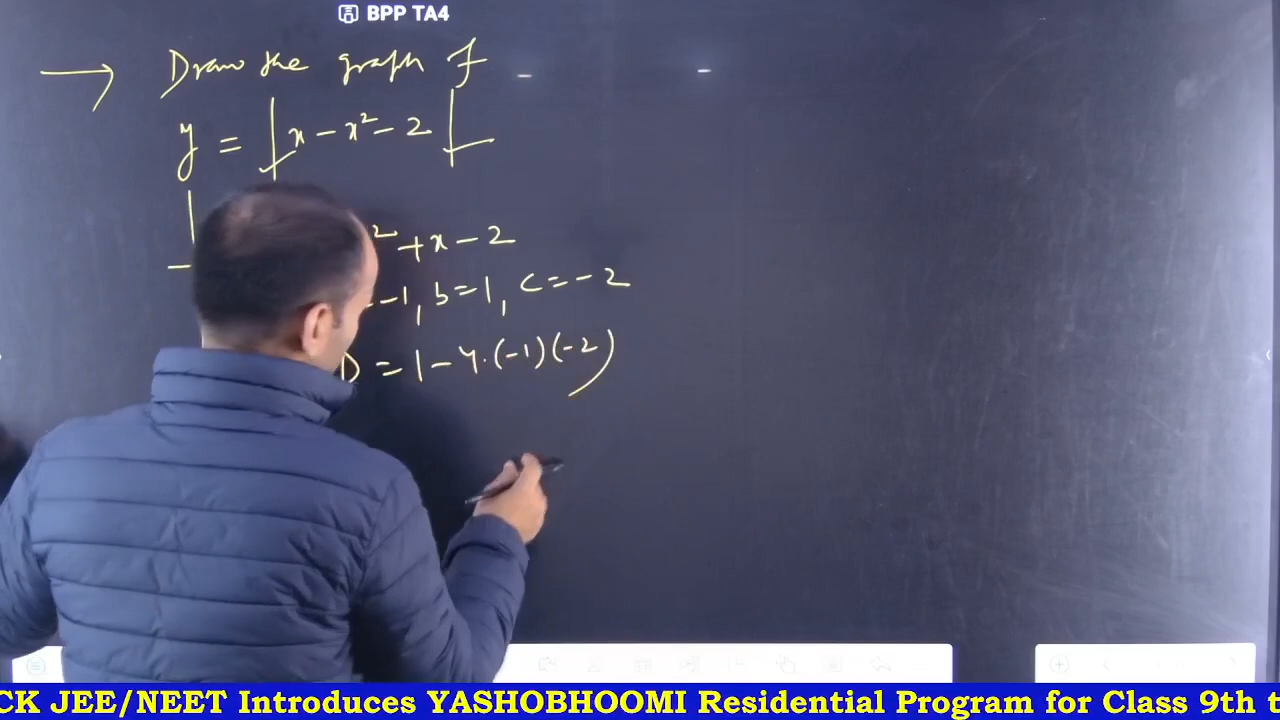 BPP TA4
→ Draw the graph of
y = |x - x² - 2|
² + x - 2
-1, b = 1, c = -2
D = 1 - 4·(-1)(-2)
CK JEE/NEET Introduces YASHOBHOOMI Residential Program for Class 9th t